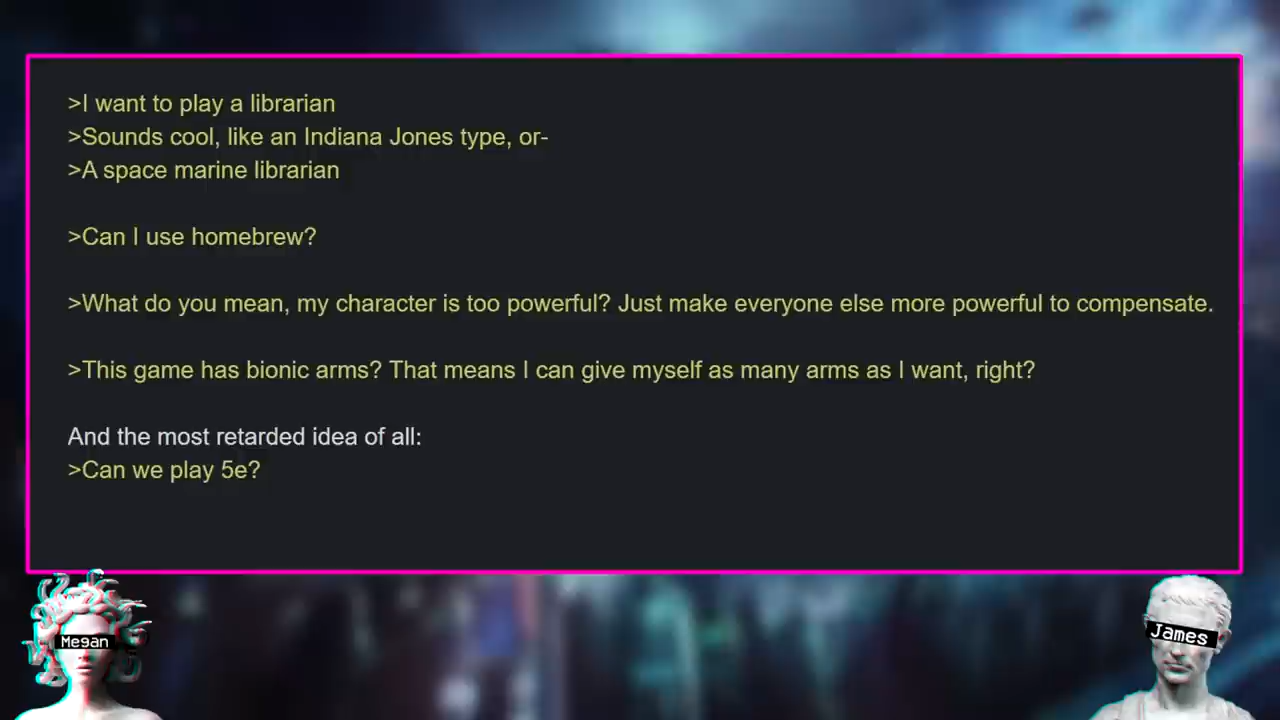 >I want to play a librarian
>Sounds cool, like an Indiana Jones type, or-
>A space marine librarian
>Can I use homebrew?
>What do you mean, my character is too powerful? Just make everyone else more powerful to compensate.
>This game has bionic arms? That means I can give myself as many arms as I want, right?
And the most retarded idea of all:
>Can we play 5e?
Megan
James